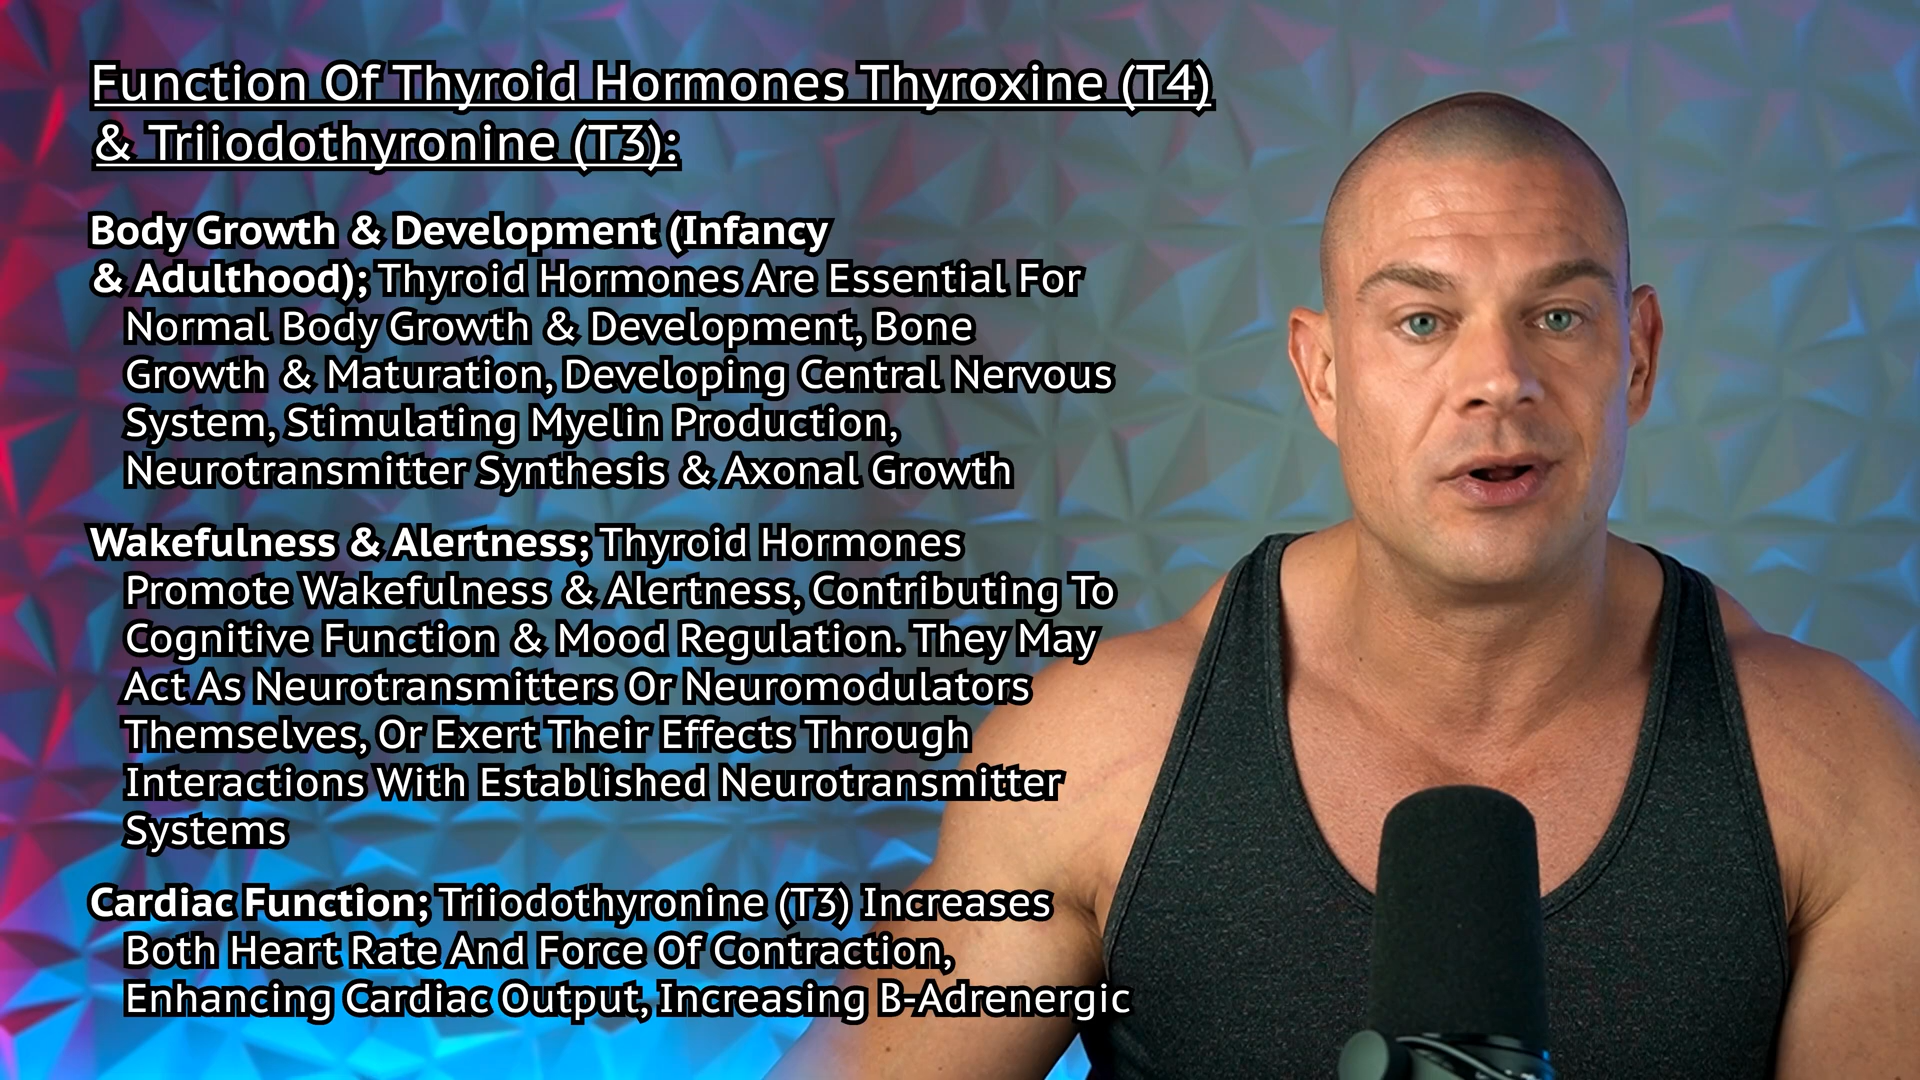 Function Of Thyroid Hormones Thyroxine (T4)
& Triiodothyronine (T3):
Body Growth & Development (Infancy
& Adulthood); Thyroid Hormones Are Essential For
Normal Body Growth & Development, Bone
Growth & Maturation, Developing Central Nervous
System, Stimulating Myelin Production,
Neurotransmitter Synthesis & Axonal Growth
Wakefulness & Alertness; Thyroid Hormones
Promote Wakefulness & Alertness, Contributing To
Cognitive Function & Mood Regulation. They May
Act As Neurotransmitters Or Neuromodulators
Themselves, Or Exert Their Effects Through
Interactions With Established Neurotransmitter
Systems
Cardiac Function; Triiodothyronine (T3) Increases
Both Heart Rate And Force Of Contraction,
Enhancing Cardiac Output, Increasing B-Adrenergic